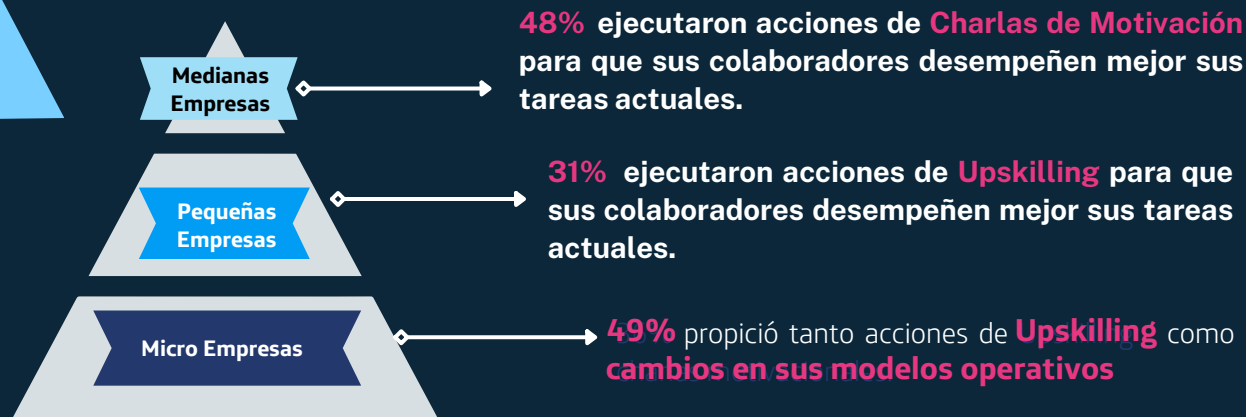 Medianas
Empresas
48% ejecutaron acciones de Charlas de Motivación
para que sus colaboradores desempeñen mejor sus
tareas actuales.
Pequeñas
Empresas
31% ejecutaron acciones de Upskilling para que
sus colaboradores desempeñen mejor sus tareas
actuales.
Micro Empresas
49% propició tanto acciones de Upskilling como
cambios en sus modelos operativos